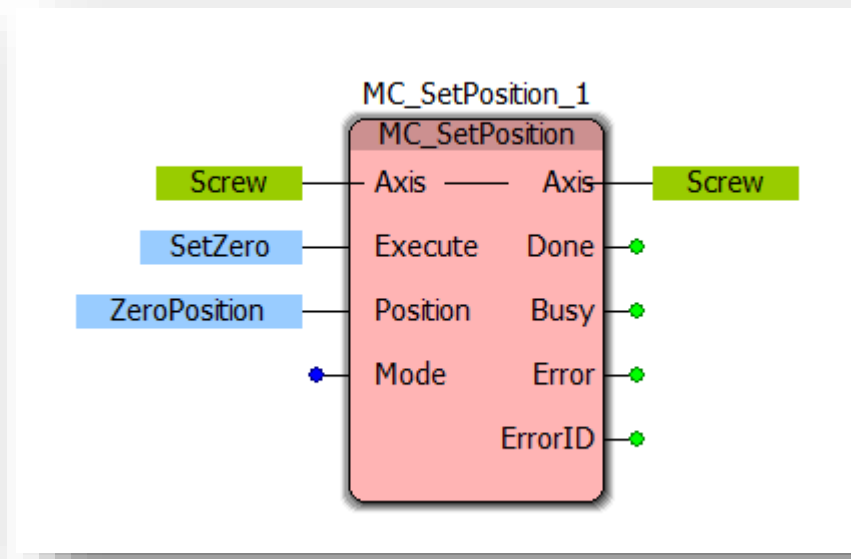 MC_SetPosition_1
MC_SetPosition
Screw Axis Axis Screw
SetZero Execute Done
ZeroPosition Position Busy
Mode Error
ErrorID